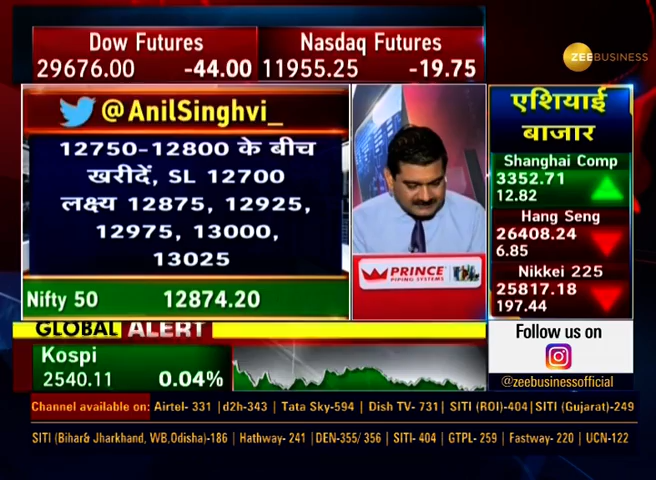 Dow Futures
29676.00 -44.00
Nasdaq Futures
11955.25 -19.75
ZEEBUSINESS
@AnilSinghvi_
12750-12800 के बीच
खरीदें, SL 12700
लक्ष्य 12875, 12925,
12975, 13000,
13025
Nifty 50 12874.20
PRINCE
PIPING SYSTEMS
एशियाई
बाजार
Shanghai Comp
3352.71
12.82
Hang Seng
26408.24
6.85
Nikkei 225
25817.18
197.44
GLOBAL ALERT
Kospi
2540.11 0.04%
Follow us on
@zeebusinessofficial
Channel available on: Airtel- 331 | d2h-343 | Tata Sky-594 | Dish TV- 731 | SITI (ROI)-404 | SITI (Gujarat)-249
SITI (Bihar& Jharkhand, WB,Odisha)-186 | Hathway- 241 | DEN-355/ 356 | SITI- 404 | GTPL- 259 | Fastway- 220 | UCN-122